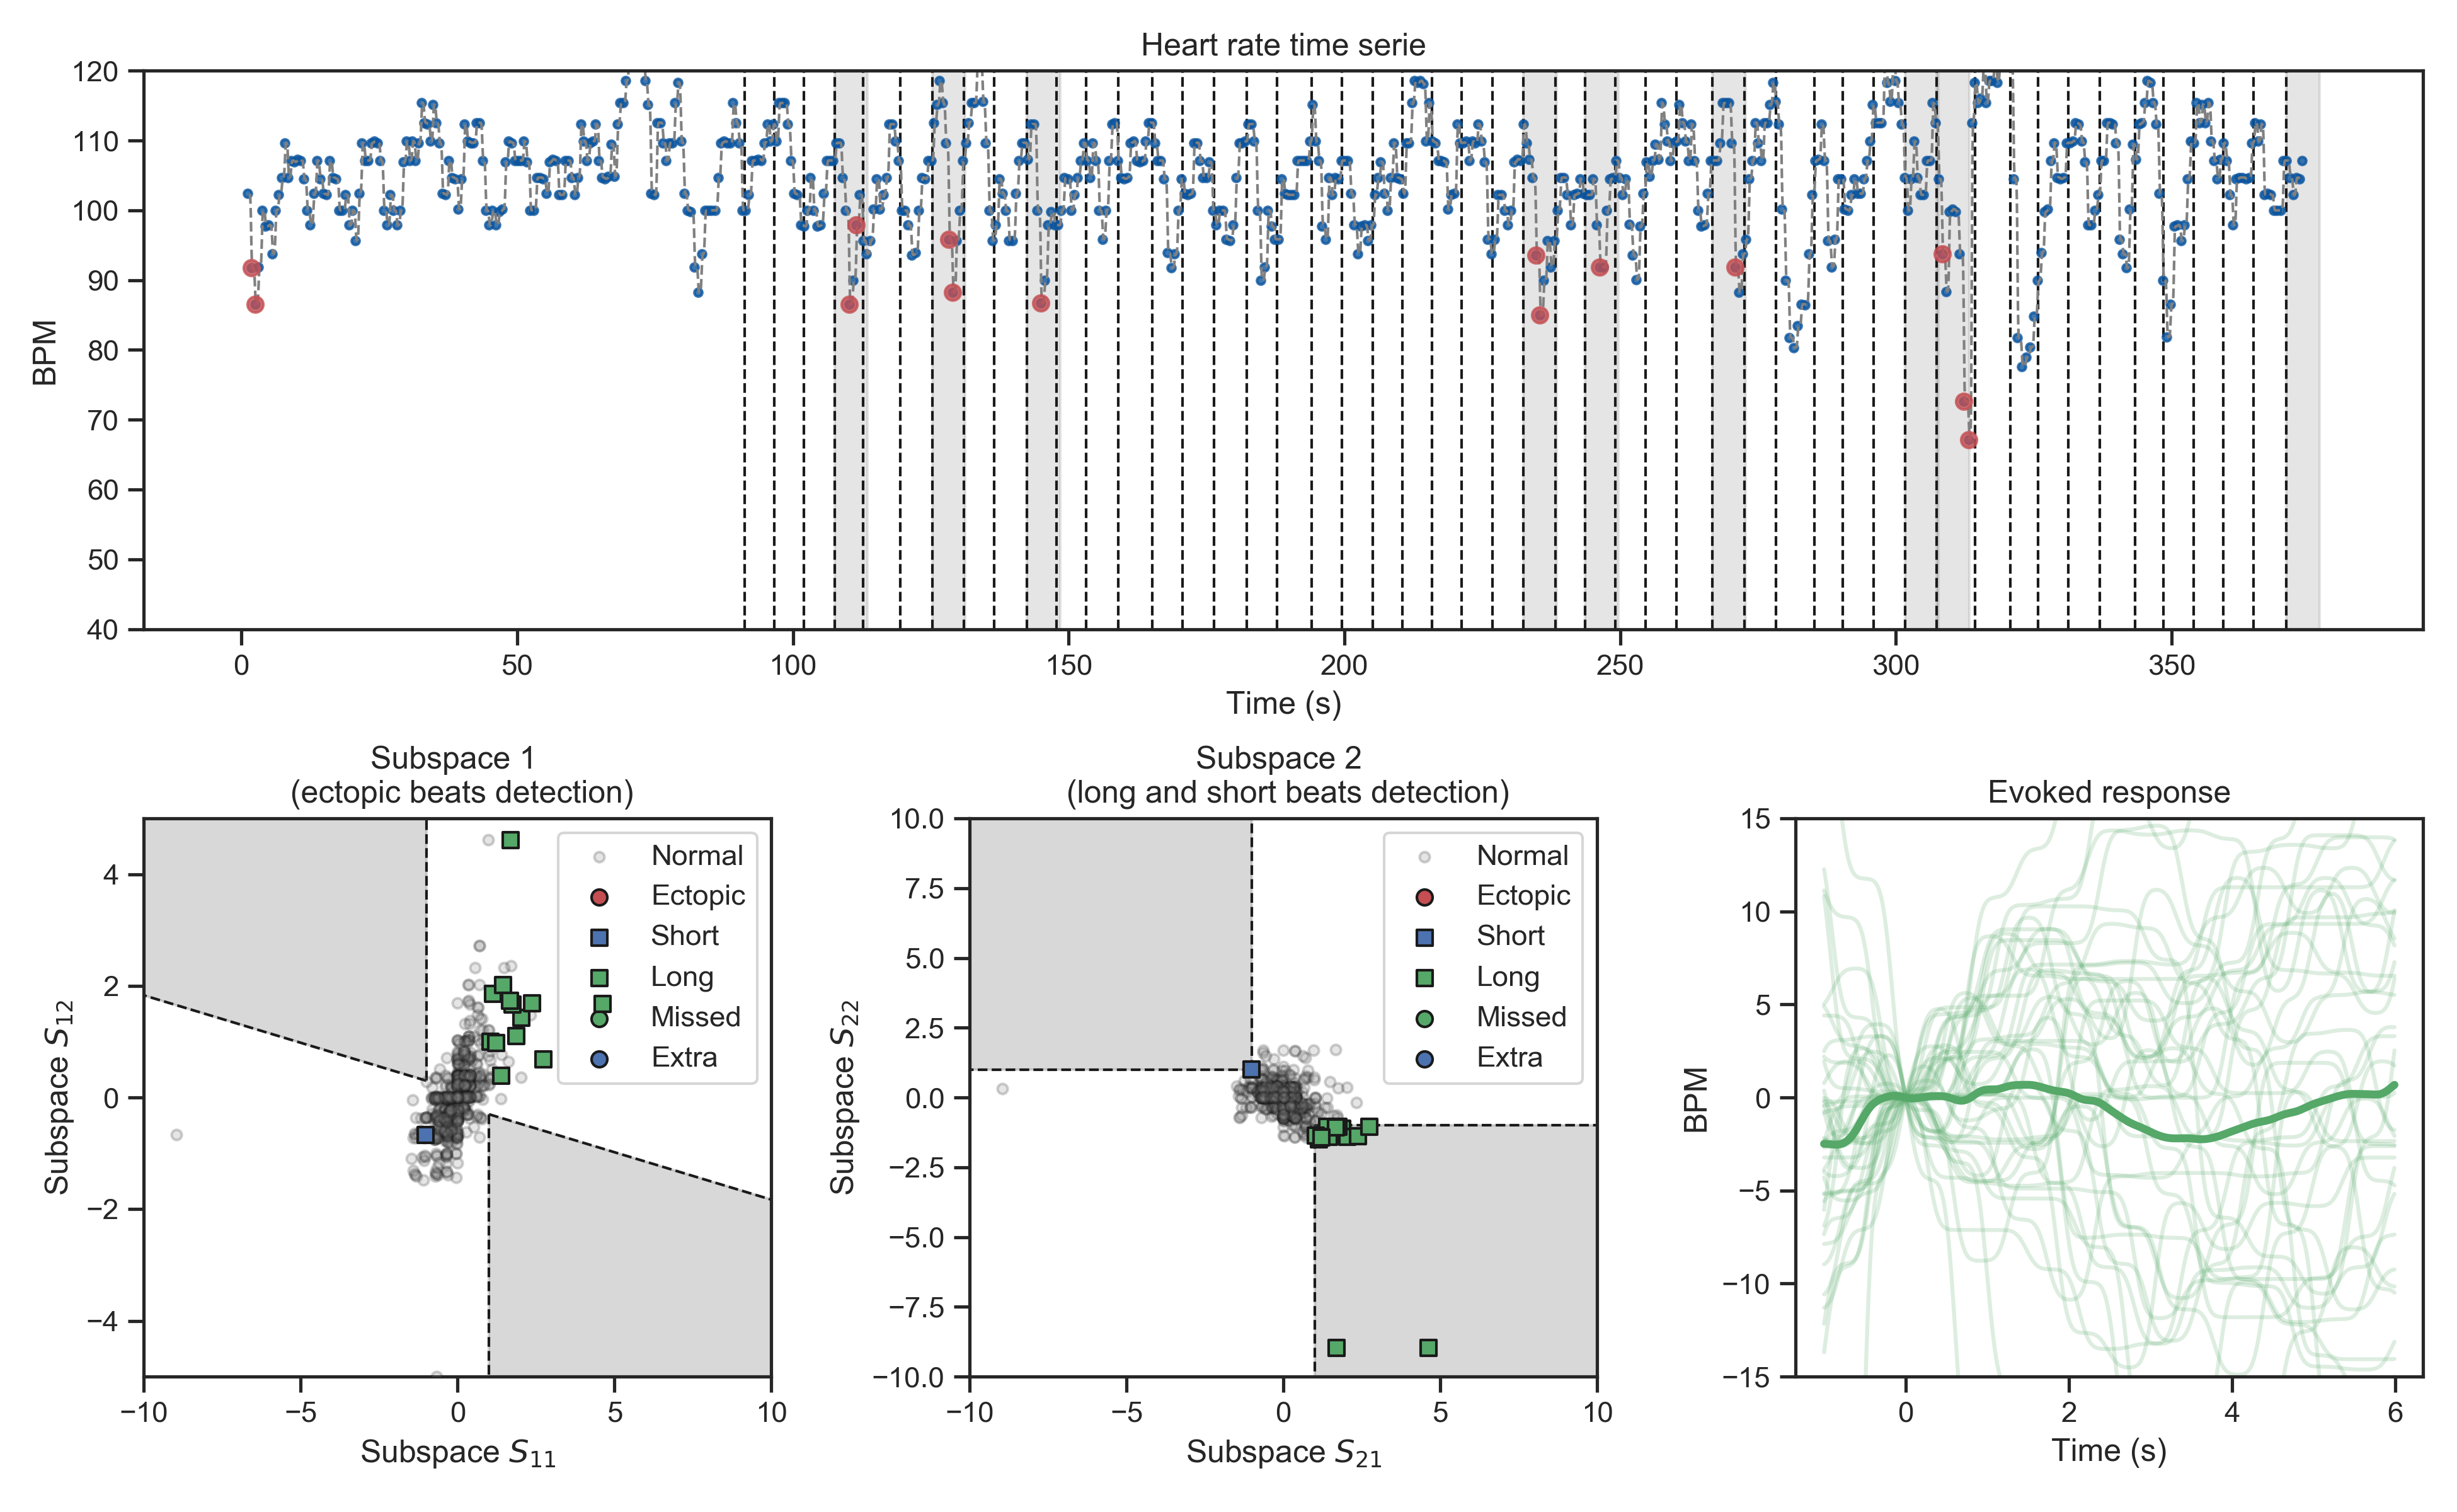 Heart rate time serie
120
110
100
90
80
70
60
50
40
BPM
0 50 100 150 200 250 300 350
Time (s)
Subspace 1
(ectopic beats detection)
4
2
0
−2
−4
Subspace S12
Normal
Ectopic
Short
Long
Missed
Extra
−10 −5 0 5 10
Subspace S11
Subspace 2
(long and short beats detection)
10.0
7.5
5.0
2.5
0.0
−2.5
−5.0
−7.5
−10.0
Subspace S22
Normal
Ectopic
Short
Long
Missed
Extra
−10 −5 0 5 10
Subspace S21
Evoked response
15
10
5
0
−5
−10
−15
BPM
0 2 4 6
Time (s)